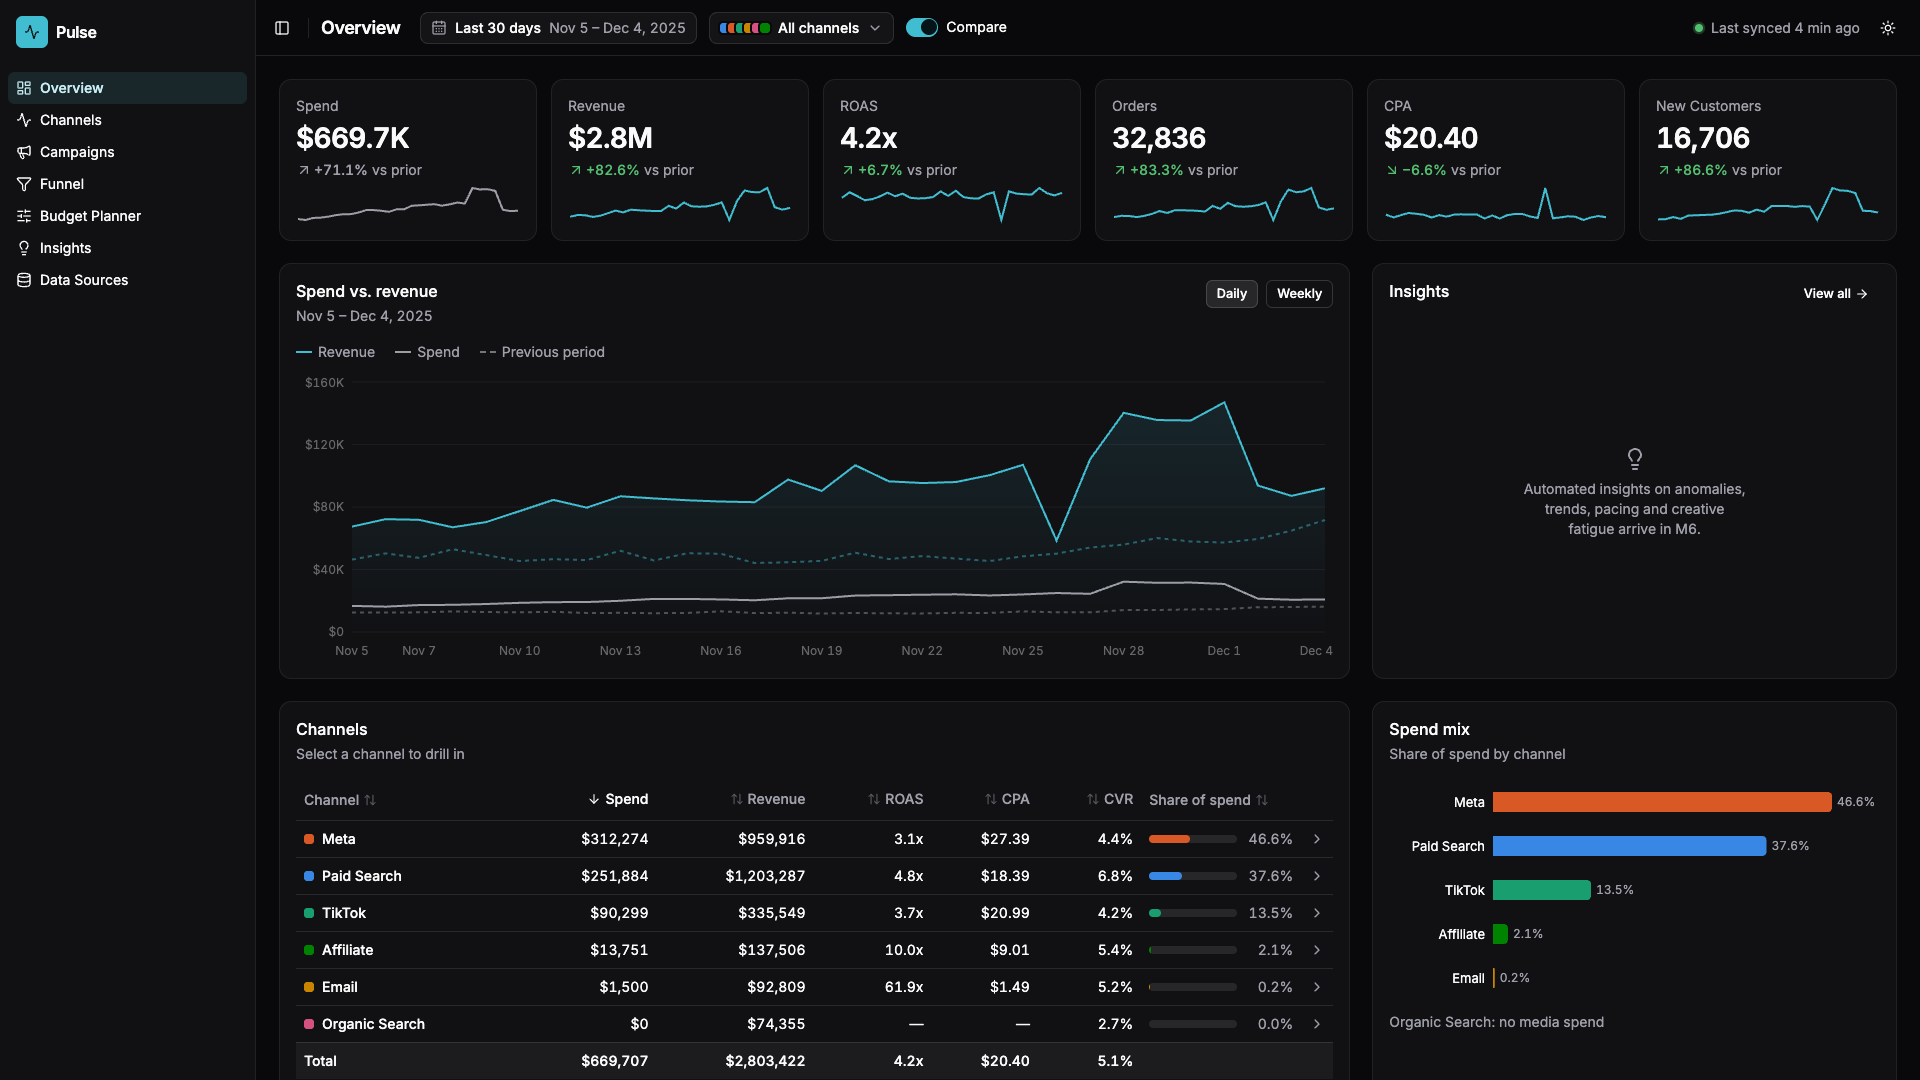 Pulse
Overview
Channels
Campaigns
Funnel
Budget Planner
Insights
Data Sources
Overview
Last 30 days Nov 5 – Dec 4, 2025
All channels
Compare
Last synced 4 min ago
Spend
$669.7K
+71.1% vs prior
Revenue
$2.8M
+82.6% vs prior
ROAS
4.2x
+6.7% vs prior
Orders
32,836
+83.3% vs prior
CPA
$20.40
−6.6% vs prior
New Customers
16,706
+86.6% vs prior
Spend vs. revenue
Nov 5 – Dec 4, 2025
Daily Weekly
Revenue Spend Previous period
$160K
$120K
$80K
$40K
$0
Nov 5 Nov 7 Nov 10 Nov 13 Nov 16 Nov 19 Nov 22 Nov 25 Nov 28 Dec 1 Dec 4
Insights
View all →
Automated insights on anomalies,
trends, pacing and creative
fatigue arrive in M6.
Channels
Select a channel to drill in
Channel Spend Revenue ROAS CPA CVR Share of spend
Meta $312,274 $959,916 3.1x $27.39 4.4% 46.6%
Paid Search $251,884 $1,203,287 4.8x $18.39 6.8% 37.6%
TikTok $90,299 $335,549 3.7x $20.99 4.2% 13.5%
Affiliate $13,751 $137,506 10.0x $9.01 5.4% 2.1%
Email $1,500 $92,809 61.9x $1.49 5.2% 0.2%
Organic Search $0 $74,355 — — 2.7% 0.0%
Total $669,707 $2,803,422 4.2x $20.40 5.1%
Spend mix
Share of spend by channel
Meta 46.6%
Paid Search 37.6%
TikTok 13.5%
Affiliate 2.1%
Email 0.2%
Organic Search: no media spend